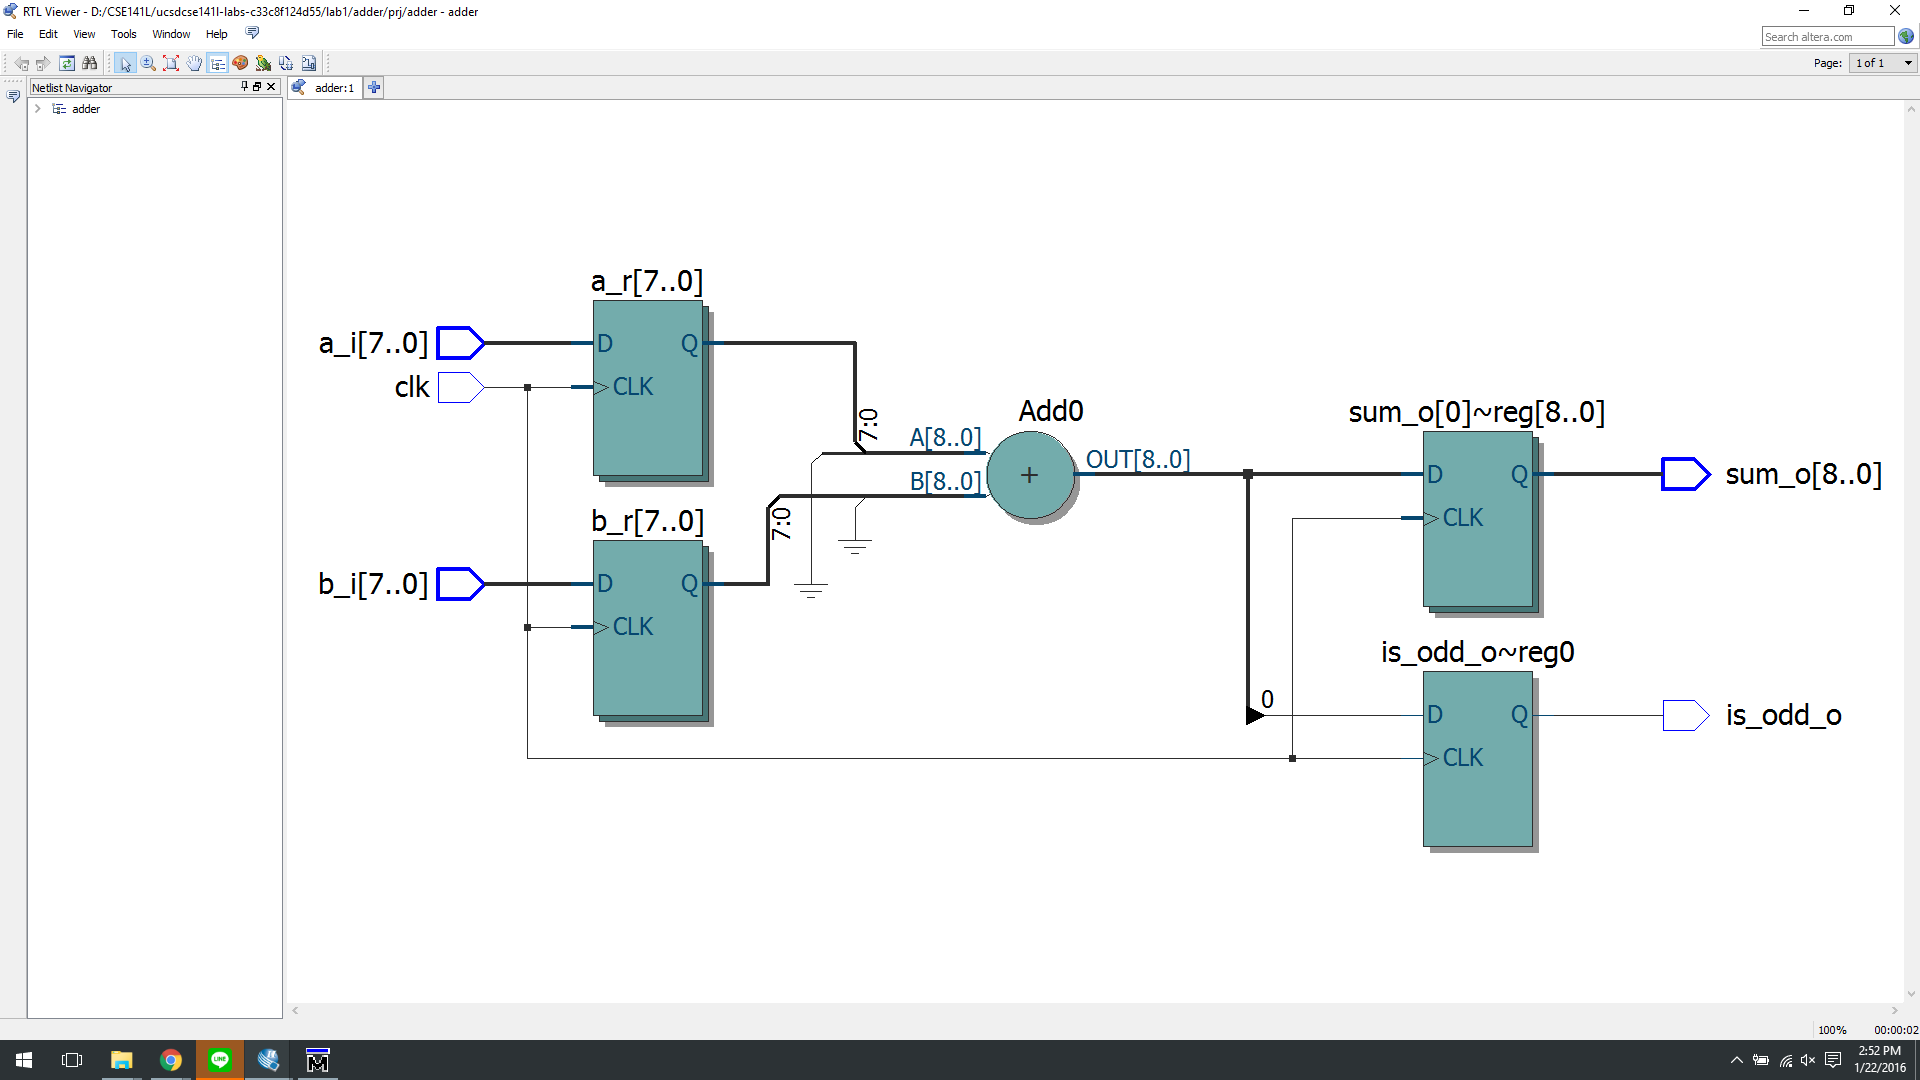 RTL Viewer - D:/CSE141L/ucsdcse141l-labs-c33c8f124d55/lab1/adder/prj/adder - adder
File Edit View Tools Window Help
Search altera.com
Page: 1 of 1
Netlist Navigator
adder:1
adder
a_r[7..0]
a_i[7..0]
D Q
clk
CLK
7:0
A[8..0]
Add0
B[8..0]
+
OUT[8..0]
sum_o[0]~reg[8..0]
D Q
sum_o[8..0]
CLK
b_r[7..0]
7:0
b_i[7..0]
D Q
CLK
is_odd_o~reg0
0
D Q
is_odd_o
CLK
100% 00:00:02
LINE
M
2:52 PM
1/22/2016